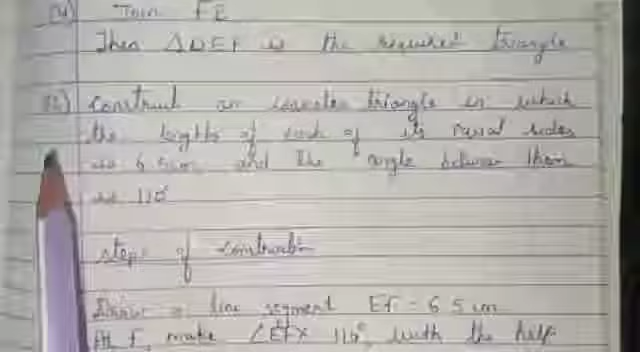 Join FE
Then ΔDEF is the required triangle
Construct an isosceles triangle in which
the lengths of each of its equal sides
is 6.5cm and the angle between them
is 110°
steps of construction
Draw a line segment EF = 6.5 cm
At F, make ∠EFX 110°, with the help